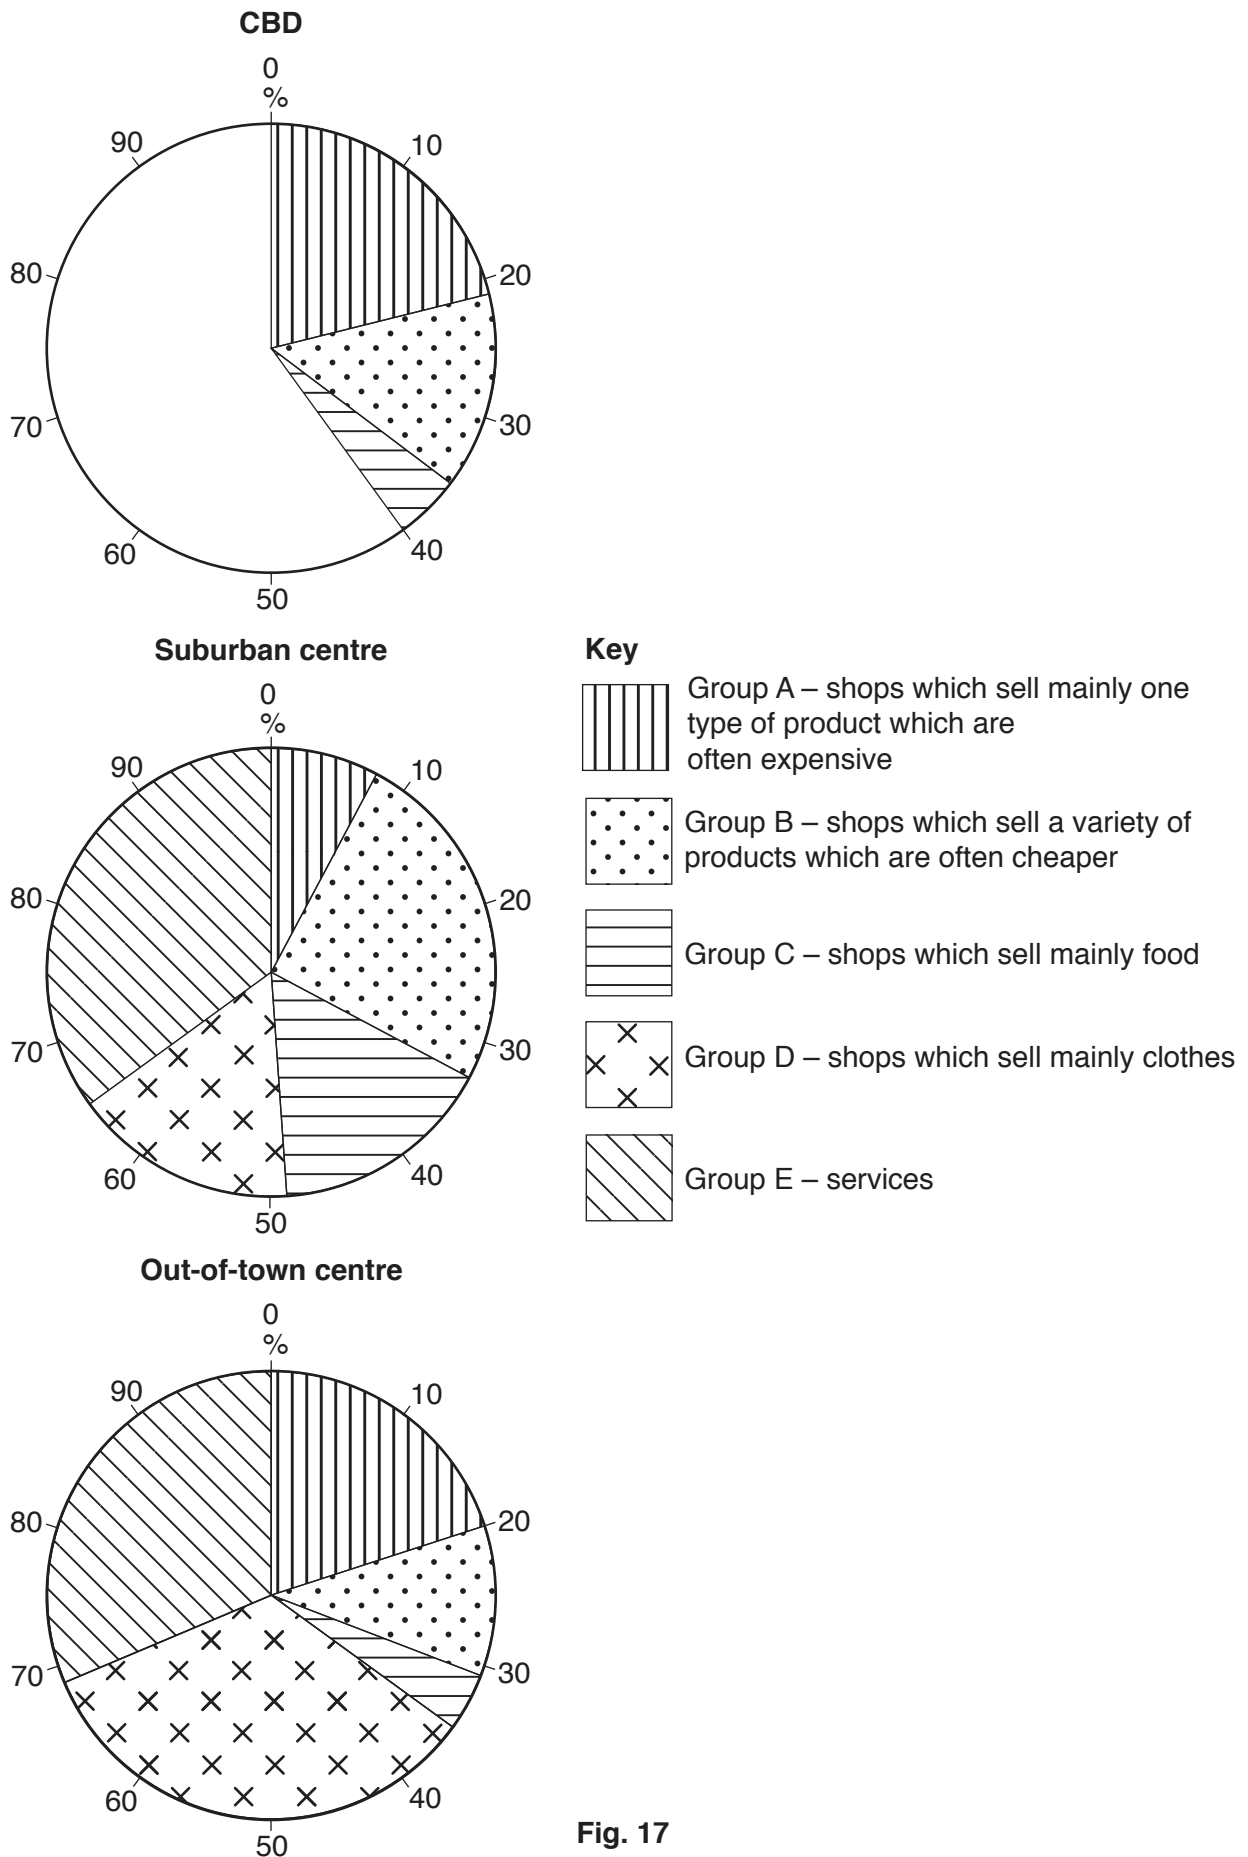 CBD
0
%
90
10
80
20
70
30
60
40
50
Suburban centre
0
%
90
10
80
20
70
30
60
40
50
Key
Group A – shops which sell mainly one
type of product which are
often expensive
Group B – shops which sell a variety of
products which are often cheaper
Group C – shops which sell mainly food
Group D – shops which sell mainly clothes
Group E – services
Out-of-town centre
0
%
90
10
80
20
70
30
60
40
50
Fig. 17